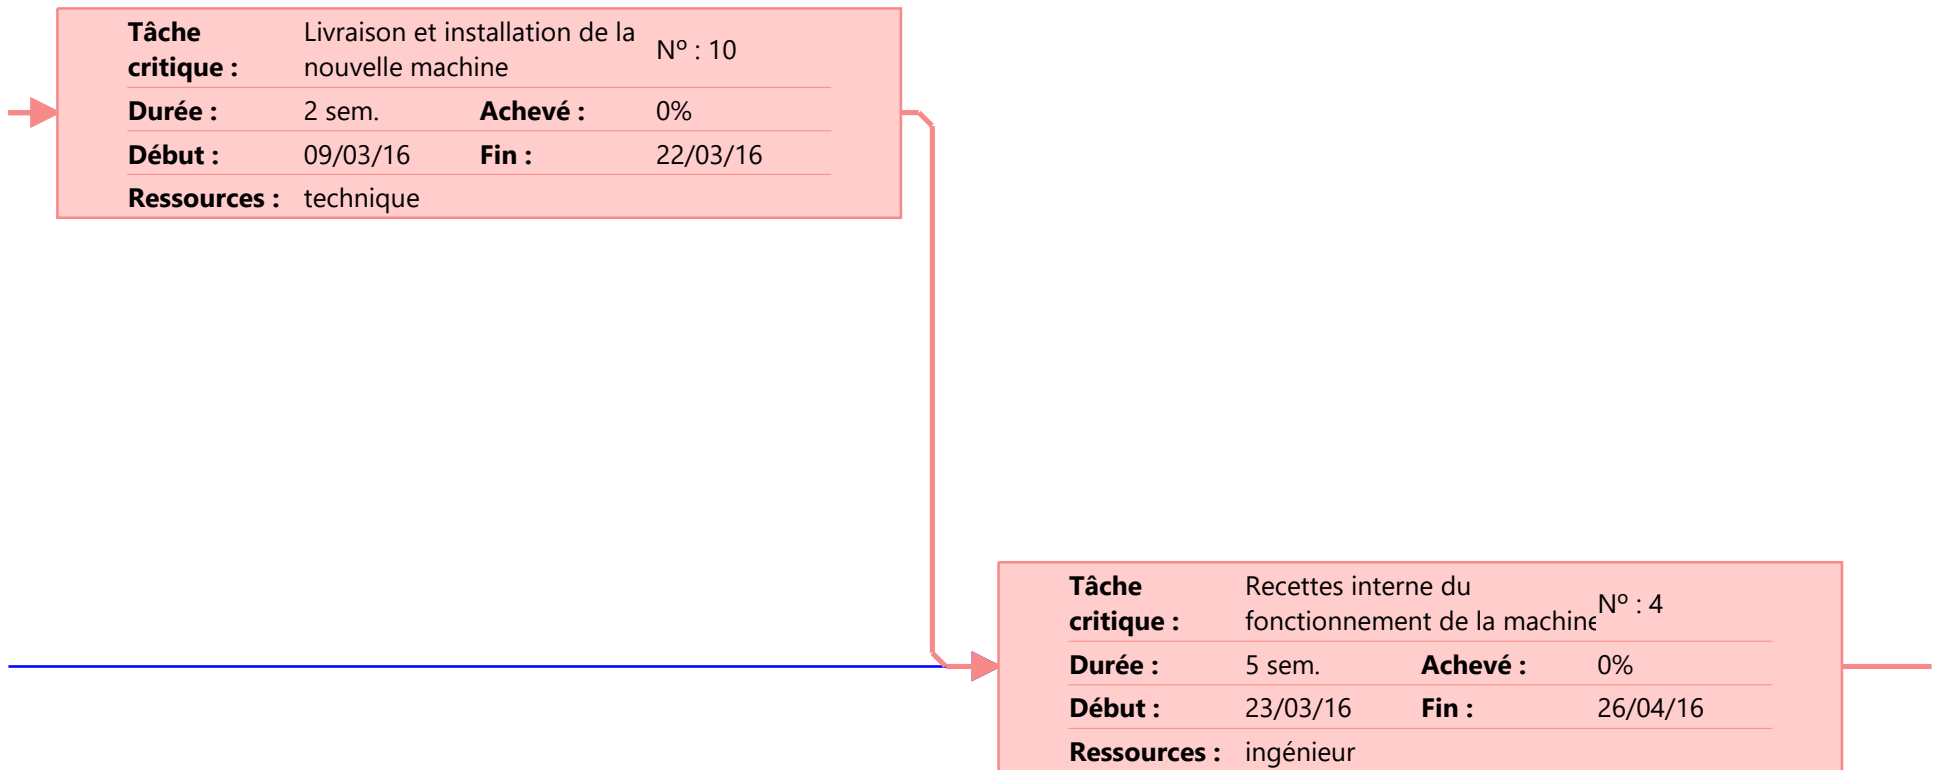 Tâche critique : Livraison et installation de la nouvelle machine Nº : 10
Durée : 2 sem. Achevé : 0%
Début : 09/03/16 Fin : 22/03/16
Ressources : technique
Tâche critique : Recettes interne du fonctionnement de la machine Nº : 4
Durée : 5 sem. Achevé : 0%
Début : 23/03/16 Fin : 26/04/16
Ressources : ingénieur